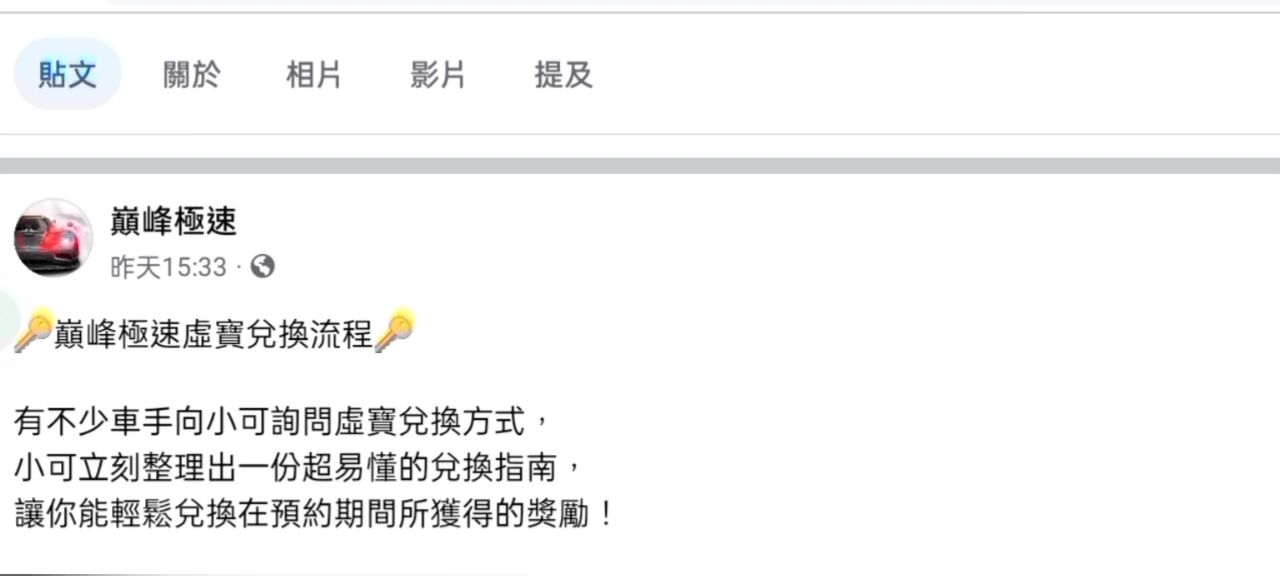 貼文 關於 相片 影片 提及
巔峰極速
昨天15:33 ·
🔑巔峰極速虛寶兌換流程🔑
有不少車手向小可詢問虛寶兌換方式，
小可立刻整理出一份超易懂的兌換指南，
讓你能輕鬆兌換在預約期間所獲得的獎勵！